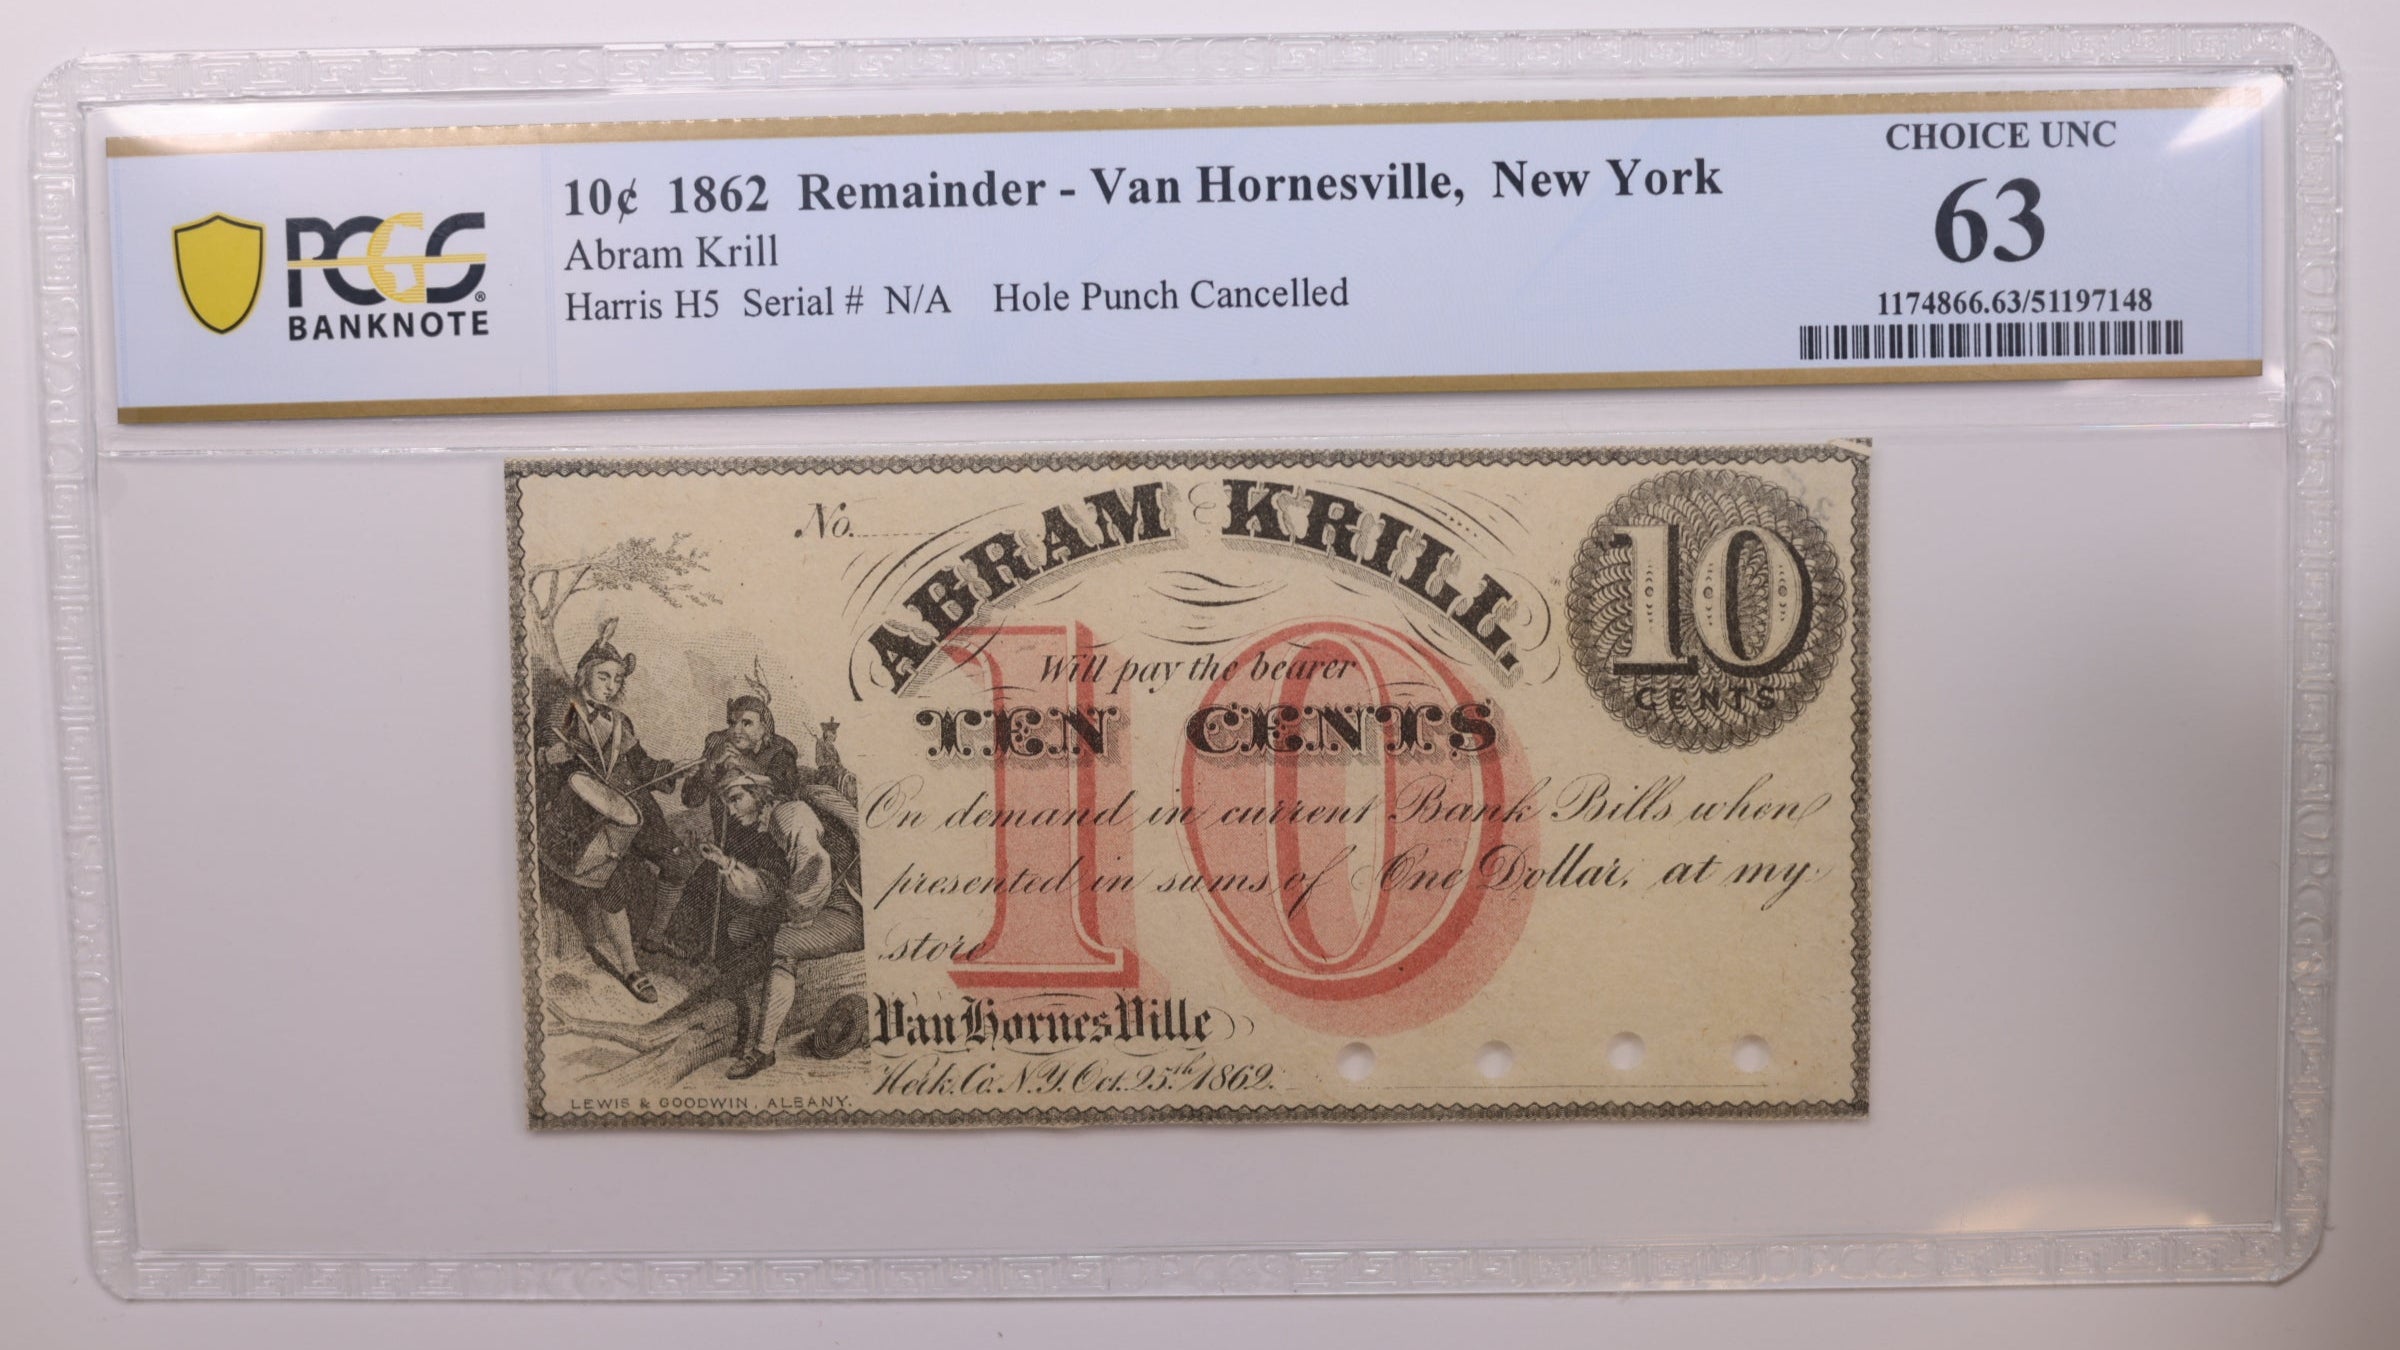 PCGS
BANKNOTE
10¢ 1862 Remainder - Van Hornesville, New York
Abram Krill
Harris H5 Serial # N/A Hole Punch Cancelled
CHOICE UNC
63
1174866.63/51197148
No.
ABRAM KRILL.
10
CENTS
10
Will pay the bearer
TEN CENTS
On demand in current Bank Bills when
presented in sums of One Dollar, at my
store
Van Hornes Ville
Herk. Co. N.Y. Oct. 25th 1862.
LEWIS & GOODWIN, ALBANY.